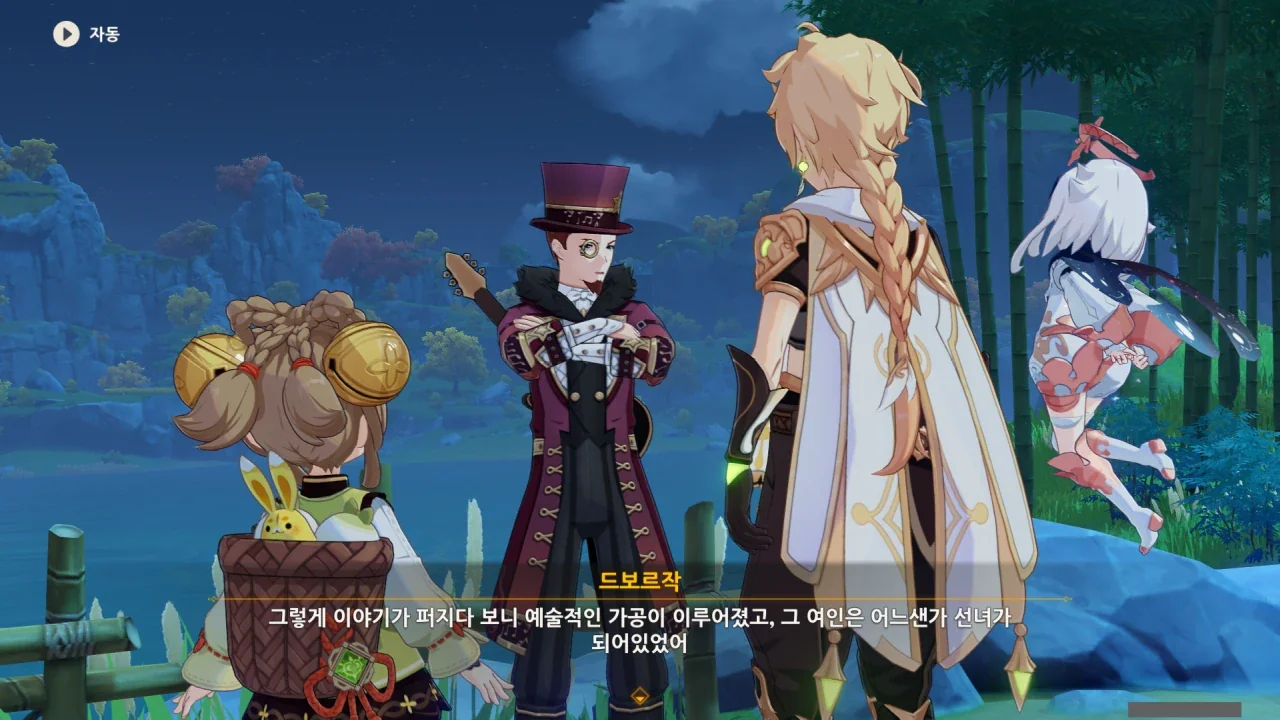 자동
드보르작
그렇게 이야기가 퍼지다 보니 예술적인 가공이 이루어졌고, 그 여인은 어느샌가 선녀가
되어있었어